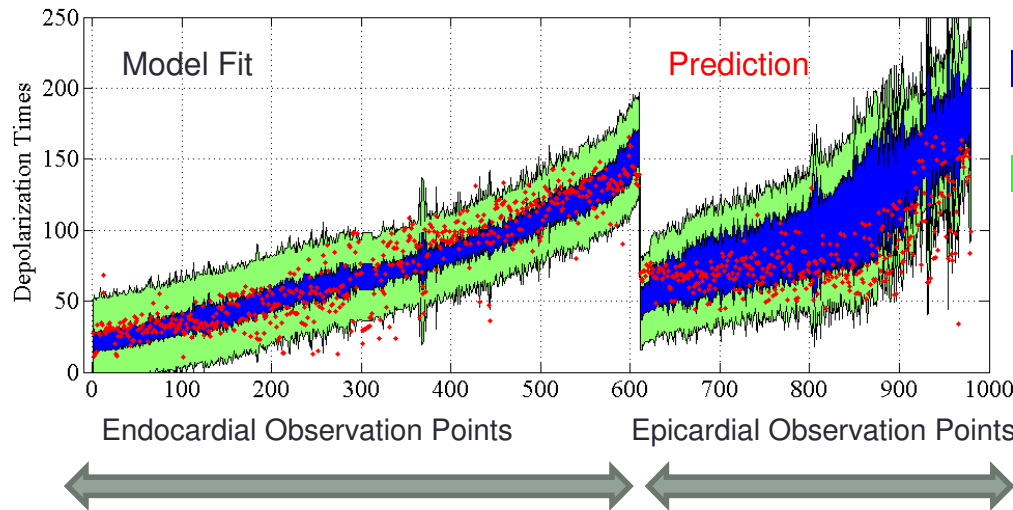 250
200
150
100
50
0
Depolarization Times
Model Fit
Prediction
0 100 200 300 400 500 600 700 800 900 1000
Endocardial Observation Points
Epicardial Observation Points